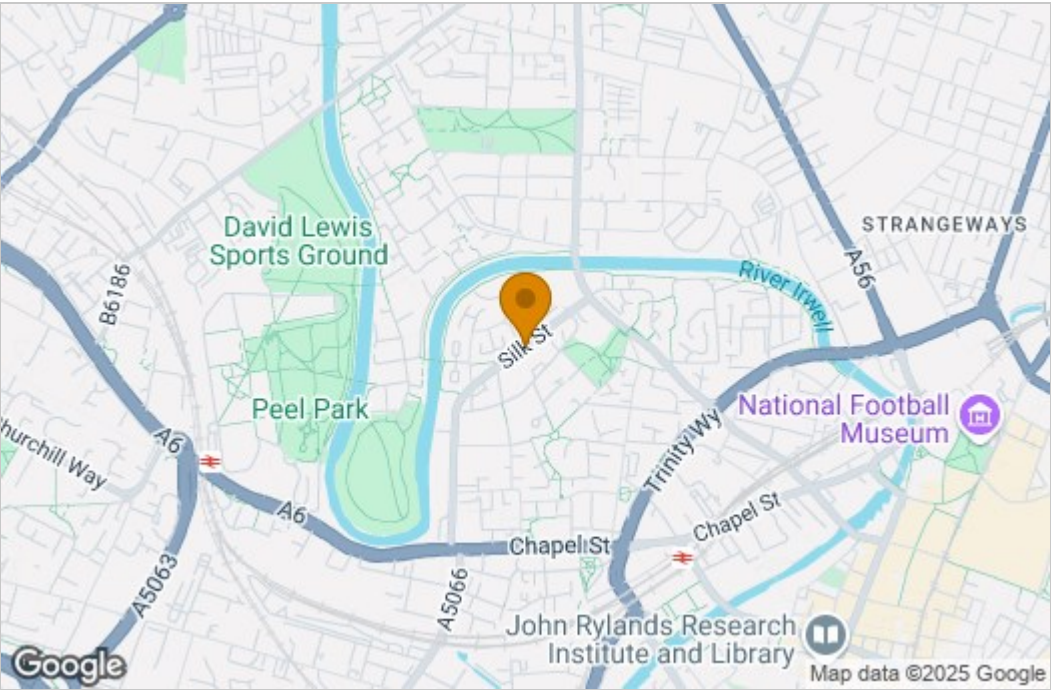 STRANGEWAYS
David Lewis
Sports Ground
A56
River Irwell
B6186
Silk St
Peel Park
National Football
Museum
Trinity Wy
A6
Churchill Way
Chapel St
A6
Chapel St
A5063
A5066
John Rylands Research
Institute and Library
Google
Map data ©2025 Google